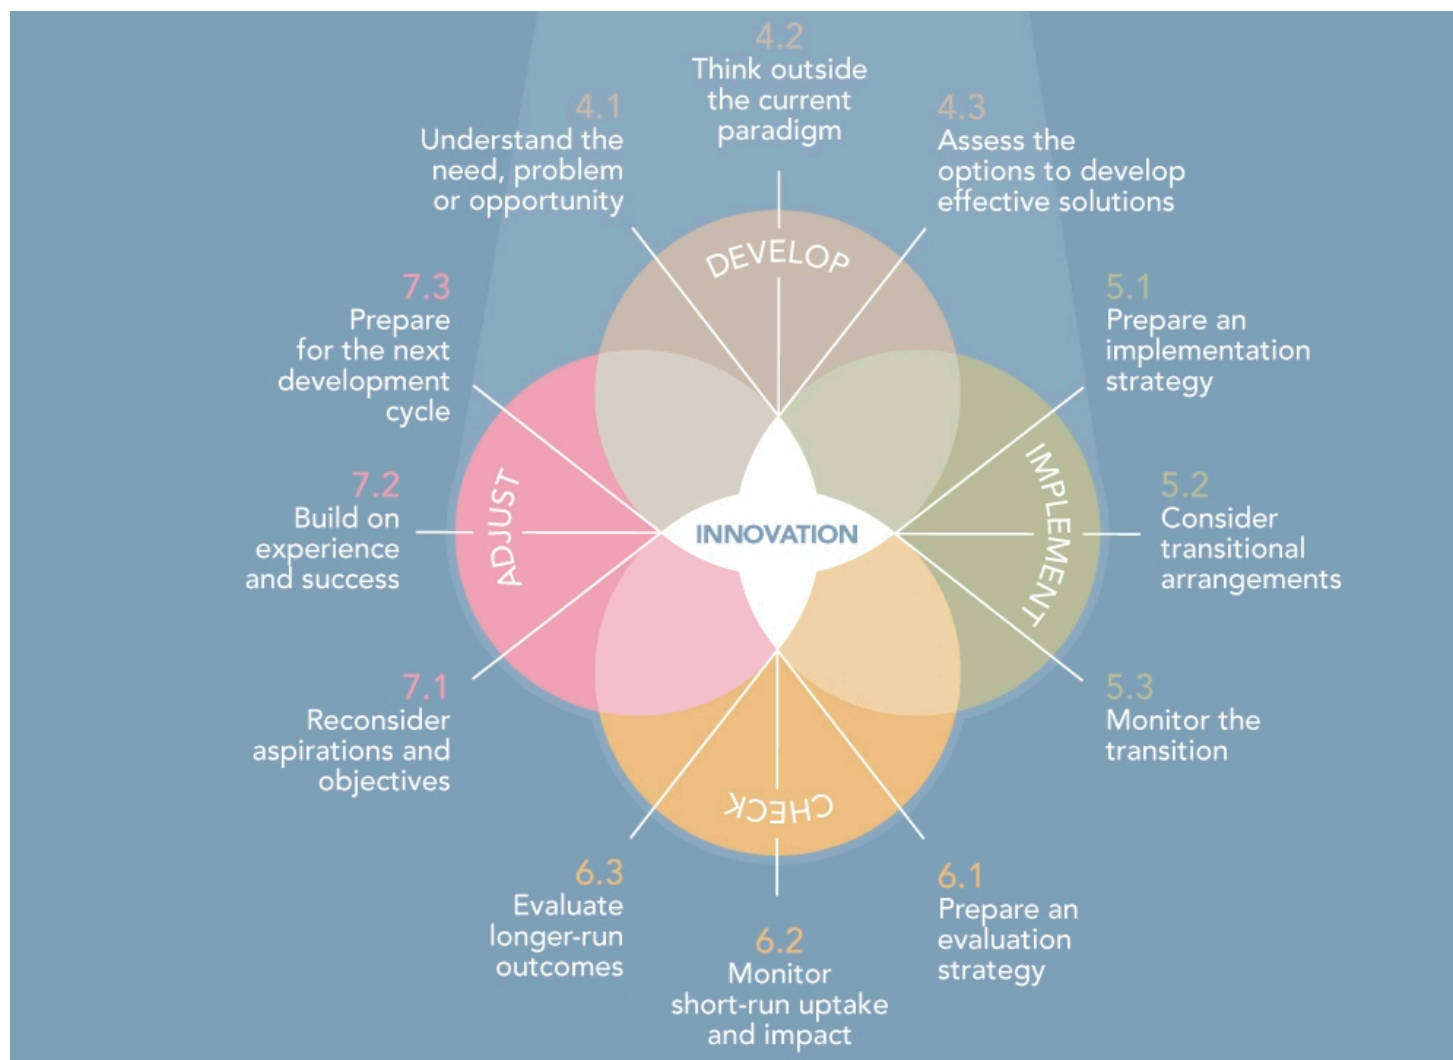 4.1
Understand the
need, problem
or opportunity
4.2
Think outside
the current
paradigm
4.3
Assess the
options to develop
effective solutions
DEVELOP
5.1
Prepare an
implementation
strategy
5.2
Consider
transitional
arrangements
5.3
Monitor the
transition
IMPLEMENT
6.1
Prepare an
evaluation
strategy
6.2
Monitor
short-run uptake
and impact
6.3
Evaluate
longer-run
outcomes
CHECK
7.1
Reconsider
aspirations and
objectives
7.2
Build on
experience
and success
7.3
Prepare
for the next
development
cycle
ADJUST
INNOVATION